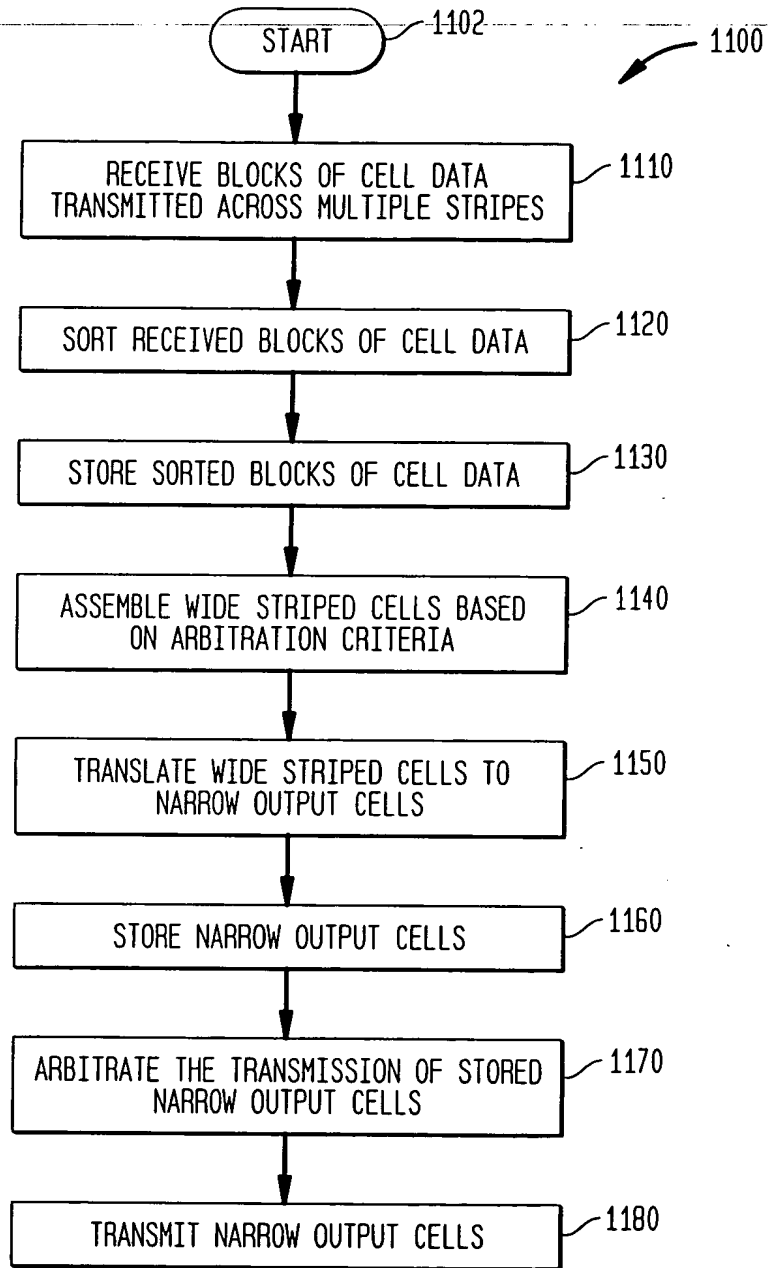 START
1102
1100
RECEIVE BLOCKS OF CELL DATA
TRANSMITTED ACROSS MULTIPLE STRIPES
1110
SORT RECEIVED BLOCKS OF CELL DATA
1120
STORE SORTED BLOCKS OF CELL DATA
1130
ASSEMBLE WIDE STRIPED CELLS BASED
ON ARBITRATION CRITERIA
1140
TRANSLATE WIDE STRIPED CELLS TO
NARROW OUTPUT CELLS
1150
STORE NARROW OUTPUT CELLS
1160
ARBITRATE THE TRANSMISSION OF STORED
NARROW OUTPUT CELLS
1170
TRANSMIT NARROW OUTPUT CELLS
1180